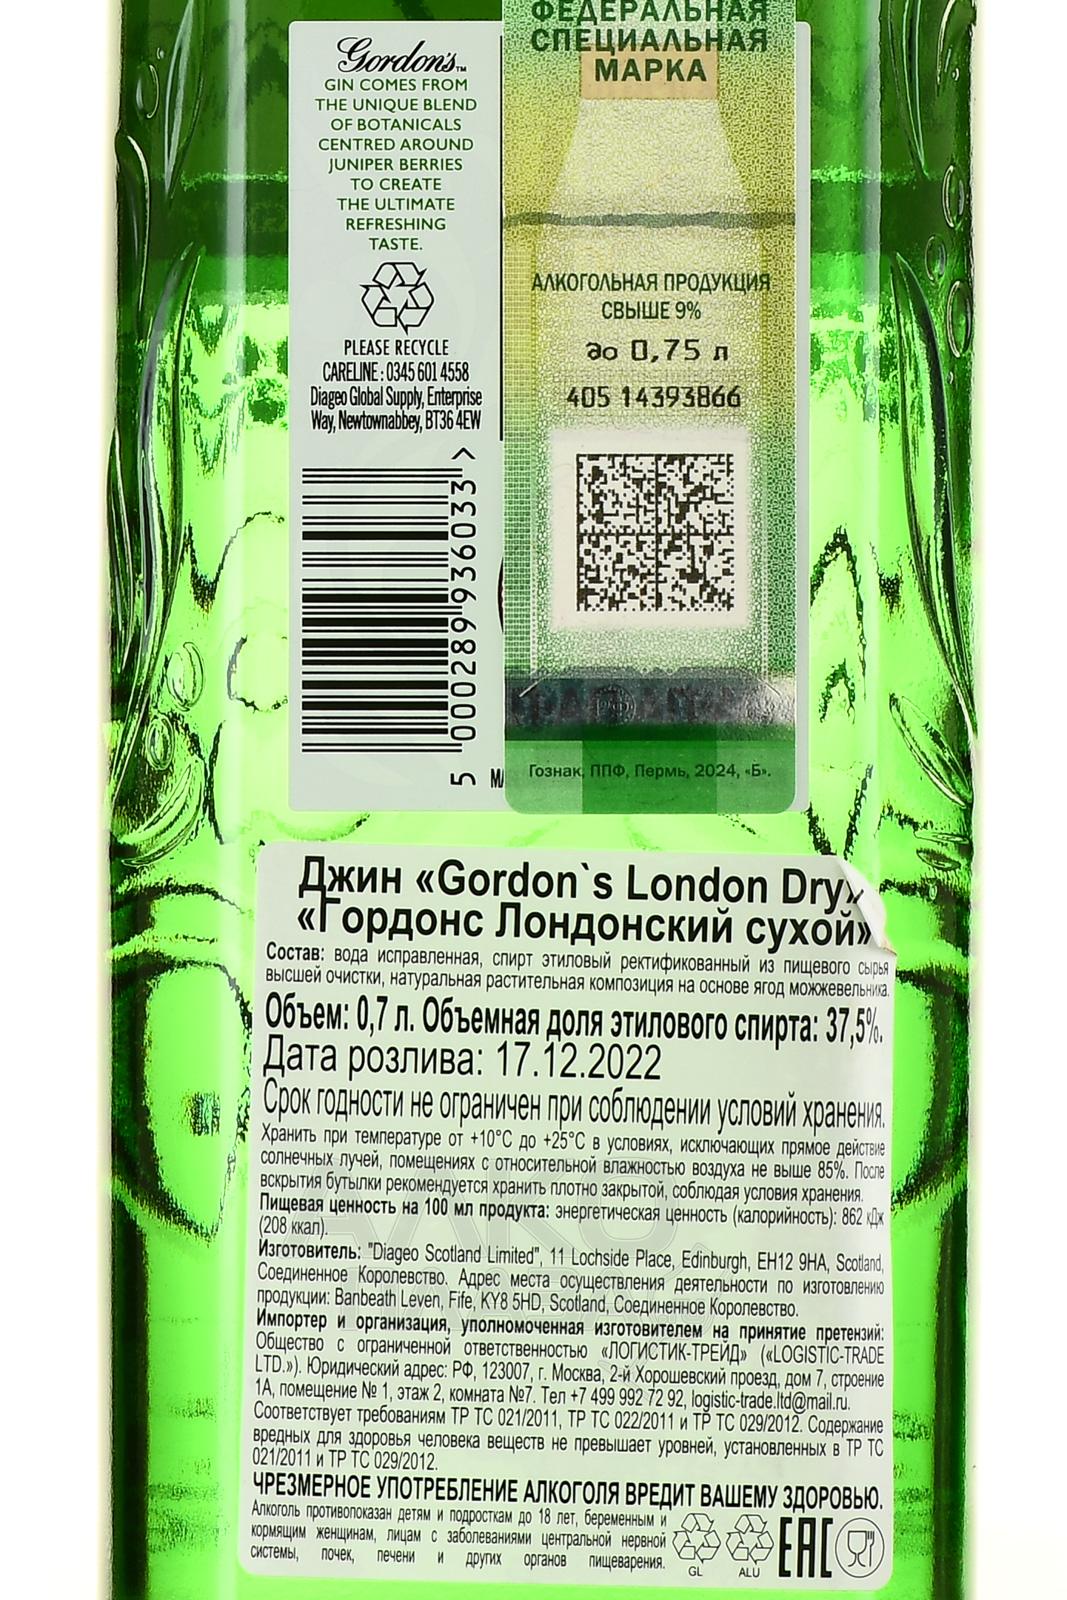 Gordon's™
GIN COMES FROM
THE UNIQUE BLEND
OF BOTANICALS
CENTRED AROUND
JUNIPER BERRIES
TO CREATE
THE ULTIMATE
REFRESHING
TASTE.
PLEASE RECYCLE
CARELINE: 0345 601 4558
Diageo Global Supply, Enterprise
Way, Newtownabbey, BT36 4EW
5 000289 936033 >
ФЕДЕРАЛЬНАЯ
СПЕЦИАЛЬНАЯ
МАРКА
АЛКОГОЛЬНАЯ ПРОДУКЦИЯ
СВЫШЕ 9%
до 0,75 л
405 14393866
РФ
Гознак, ППФ, Пермь, 2024, «Б».
Джин «Gordon`s London Dry»
«Гордонс Лондонский сухой»
Состав: вода исправленная, спирт этиловый ректификованный из пищевого сырья
высшей очистки, натуральная растительная композиция на основе ягод можжевельника.
Объем: 0,7 л. Объемная доля этилового спирта: 37,5%.
Дата розлива: 17.12.2022
Срок годности не ограничен при соблюдении условий хранения.
Хранить при температуре от +10°C до +25°C в условиях, исключающих прямое действие
солнечных лучей, помещениях с относительной влажностью воздуха не выше 85%. После
вскрытия бутылки рекомендуется хранить плотно закрытой, соблюдая условия хранения.
Пищевая ценность на 100 мл продукта: энергетическая ценность (калорийность): 862 кДж
(208 ккал).
Изготовитель: "Diageo Scotland Limited", 11 Lochside Place, Edinburgh, EH12 9HA, Scotland,
Соединенное Королевство. Адрес места осуществления деятельности по изготовлению
продукции: Banbeath Leven, Fife, KY8 5HD, Scotland, Соединенное Королевство.
Импортер и организация, уполномоченная изготовителем на принятие претензий:
Общество с ограниченной ответственностью «ЛОГИСТИК-ТРЕЙД» («LOGISTIC-TRADE
LTD.»). Юридический адрес: РФ, 123007, г. Москва, 2-й Хорошевский проезд, дом 7, строение
1А, помещение № 1, этаж 2, комната №7. Тел +7 499 992 72 92, logistic-trade.ltd@mail.ru.
Соответствует требованиям ТР ТС 021/2011, ТР ТС 022/2011 и ТР ТС 029/2012. Содержание
вредных для здоровья человека веществ не превышает уровней, установленных в ТР ТС
021/2011 и ТР ТС 029/2012.
ЧРЕЗМЕРНОЕ УПОТРЕБЛЕНИЕ АЛКОГОЛЯ ВРЕДИТ ВАШЕМУ ЗДОРОВЬЮ.
Алкоголь противопоказан детям и подросткам до 18 лет, беременным и
кормящим женщинам, лицам с заболеваниями центральной нервной
системы, почек, печени и других органов пищеварения.
GL ALU EAC